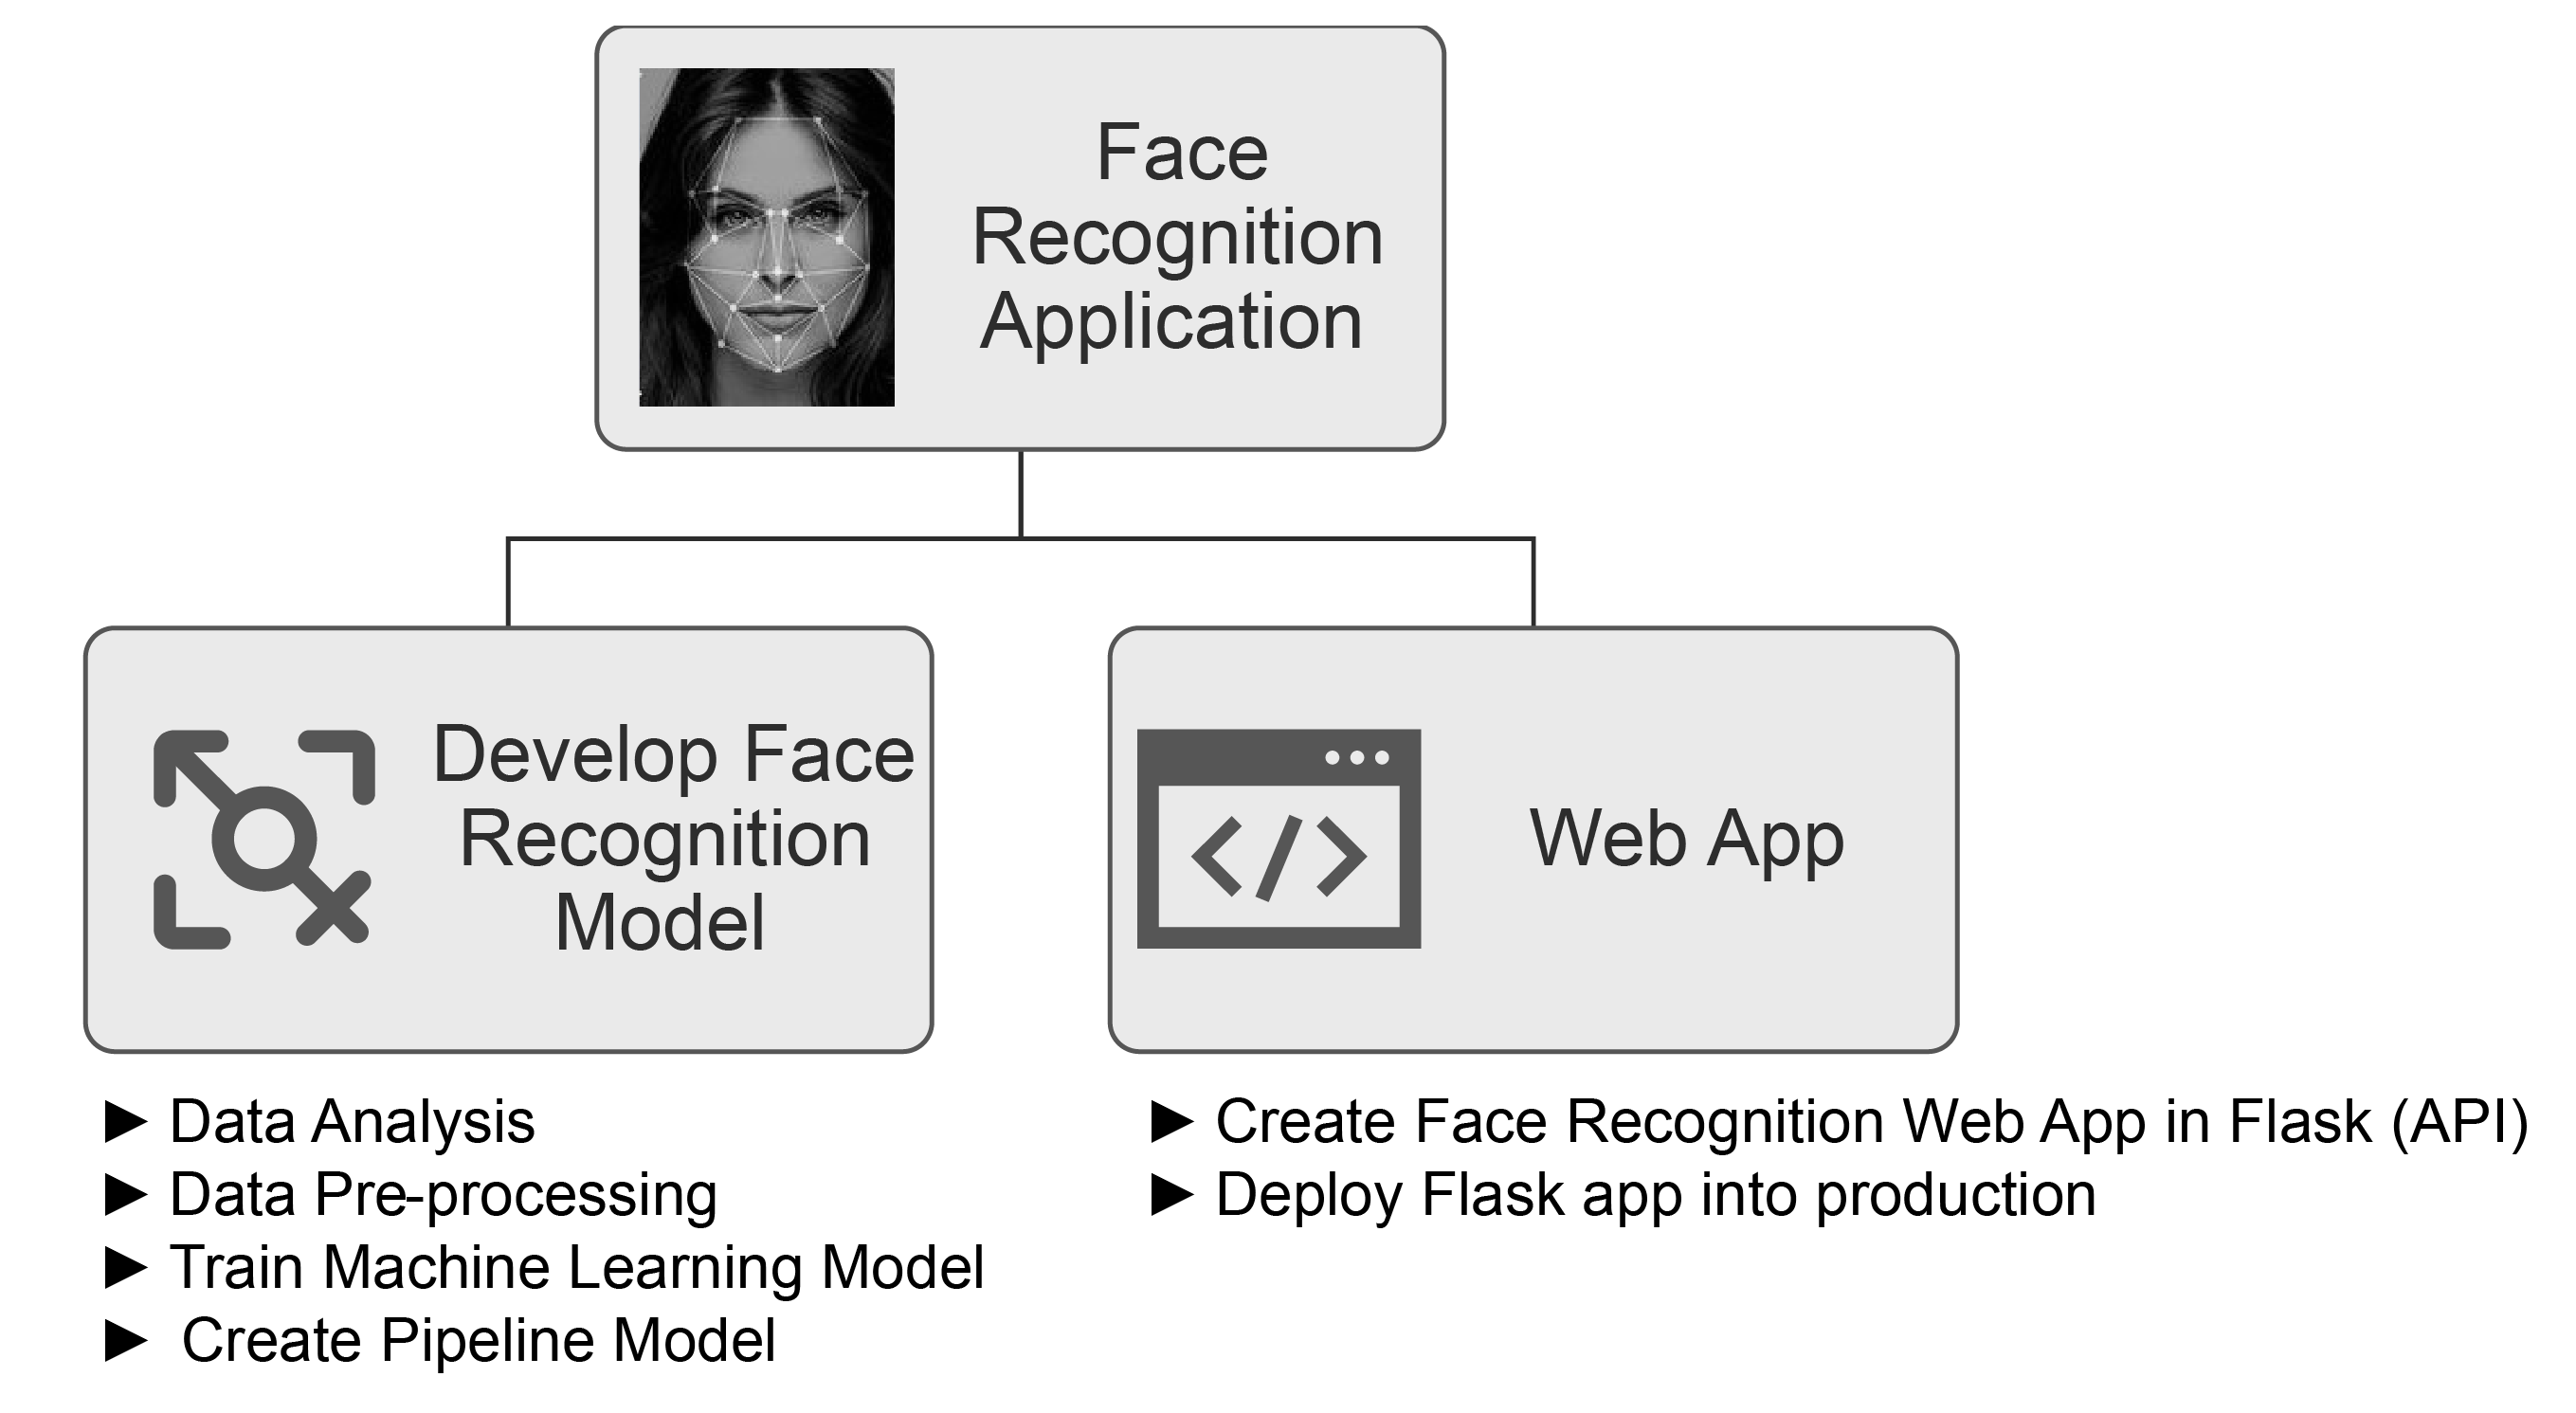 Face
Recognition
Application
Develop Face
Recognition
Model
Web App
► Data Analysis
► Data Pre-processing
► Train Machine Learning Model
► Create Pipeline Model
► Create Face Recognition Web App in Flask (API)
► Deploy Flask app into production